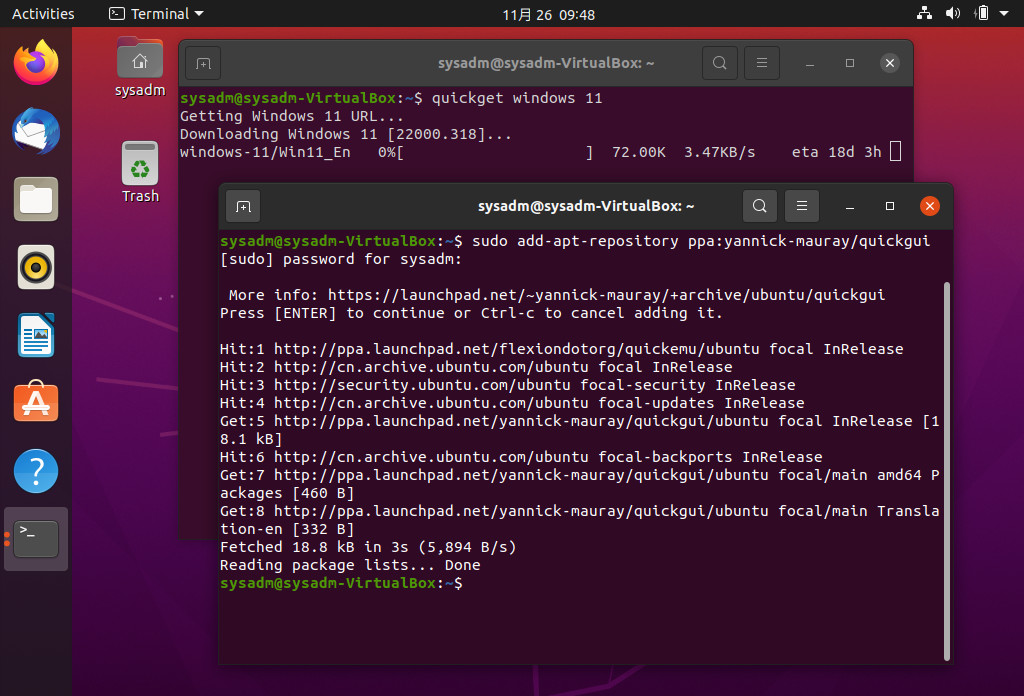 Activities
Terminal
11月 26 09:48
sysadm
Trash
sysadm@sysadm-VirtualBox: ~
sysadm@sysadm-VirtualBox:~$ quickget windows 11
Getting Windows 11 URL...
Downloading Windows 11 [22000.318]...
windows-11/Win11_En   0%[                    ]  72.00K  3.47KB/s    eta 18d 3h
sysadm@sysadm-VirtualBox: ~
sysadm@sysadm-VirtualBox:~$ sudo add-apt-repository ppa:yannick-mauray/quickgui
[sudo] password for sysadm:
 More info: https://launchpad.net/~yannick-mauray/+archive/ubuntu/quickgui
Press [ENTER] to continue or Ctrl-c to cancel adding it.
Hit:1 http://ppa.launchpad.net/flexiondotorg/quickemu/ubuntu focal InRelease
Hit:2 http://cn.archive.ubuntu.com/ubuntu focal InRelease
Hit:3 http://security.ubuntu.com/ubuntu focal-security InRelease
Hit:4 http://cn.archive.ubuntu.com/ubuntu focal-updates InRelease
Get:5 http://ppa.launchpad.net/yannick-mauray/quickgui/ubuntu focal InRelease [1
8.1 kB]
Hit:6 http://cn.archive.ubuntu.com/ubuntu focal-backports InRelease
Get:7 http://ppa.launchpad.net/yannick-mauray/quickgui/ubuntu focal/main amd64 P
ackages [460 B]
Get:8 http://ppa.launchpad.net/yannick-mauray/quickgui/ubuntu focal/main Transla
tion-en [332 B]
Fetched 18.8 kB in 3s (5,894 B/s)
Reading package lists... Done
sysadm@sysadm-VirtualBox:~$